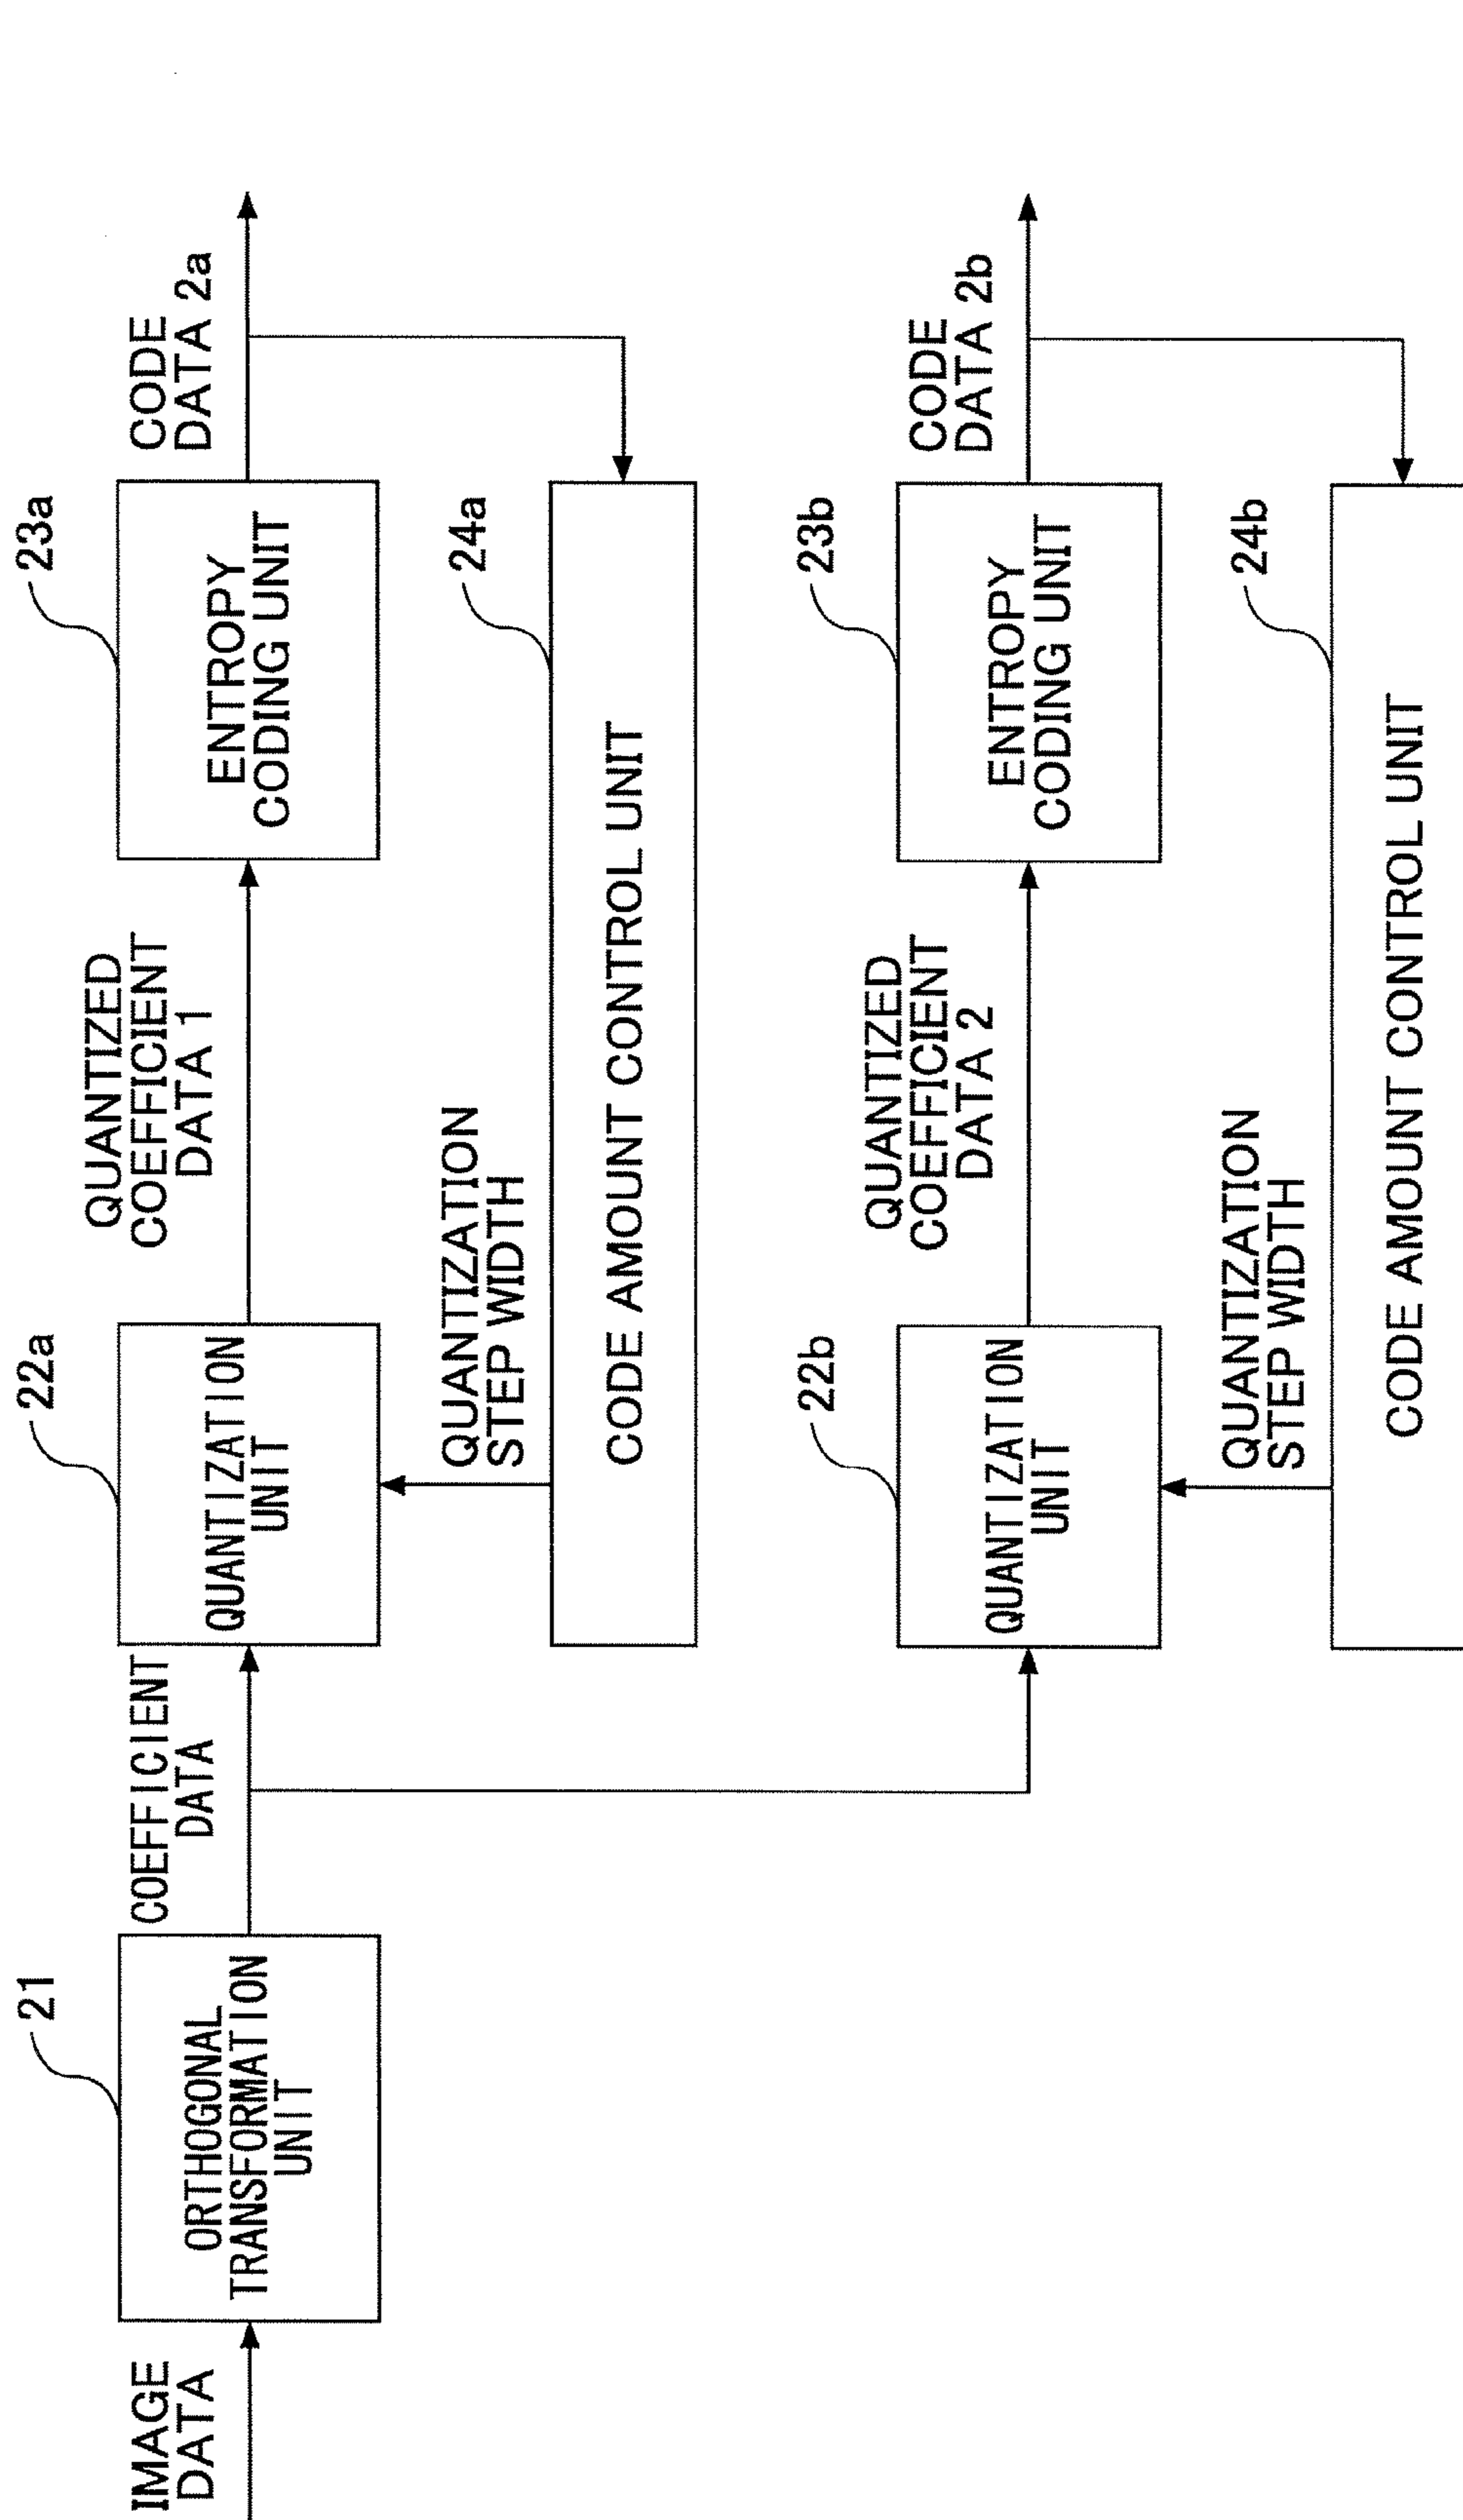 IMAGE
DATA
21
ORTHOGONAL
TRANSFORMATION
UNIT
COEFFICIENT
DATA
22a
QUANTIZATION
UNIT
QUANTIZED
COEFFICIENT
DATA 1
23a
ENTROPY
CODING UNIT
CODE
DATA 2a
QUANTIZATION
STEP WIDTH
24a
CODE AMOUNT CONTROL UNIT
22b
QUANTIZATION
UNIT
QUANTIZED
COEFFICIENT
DATA 2
23b
ENTROPY
CODING UNIT
CODE
DATA 2b
QUANTIZATION
STEP WIDTH
24b
CODE AMOUNT CONTROL UNIT